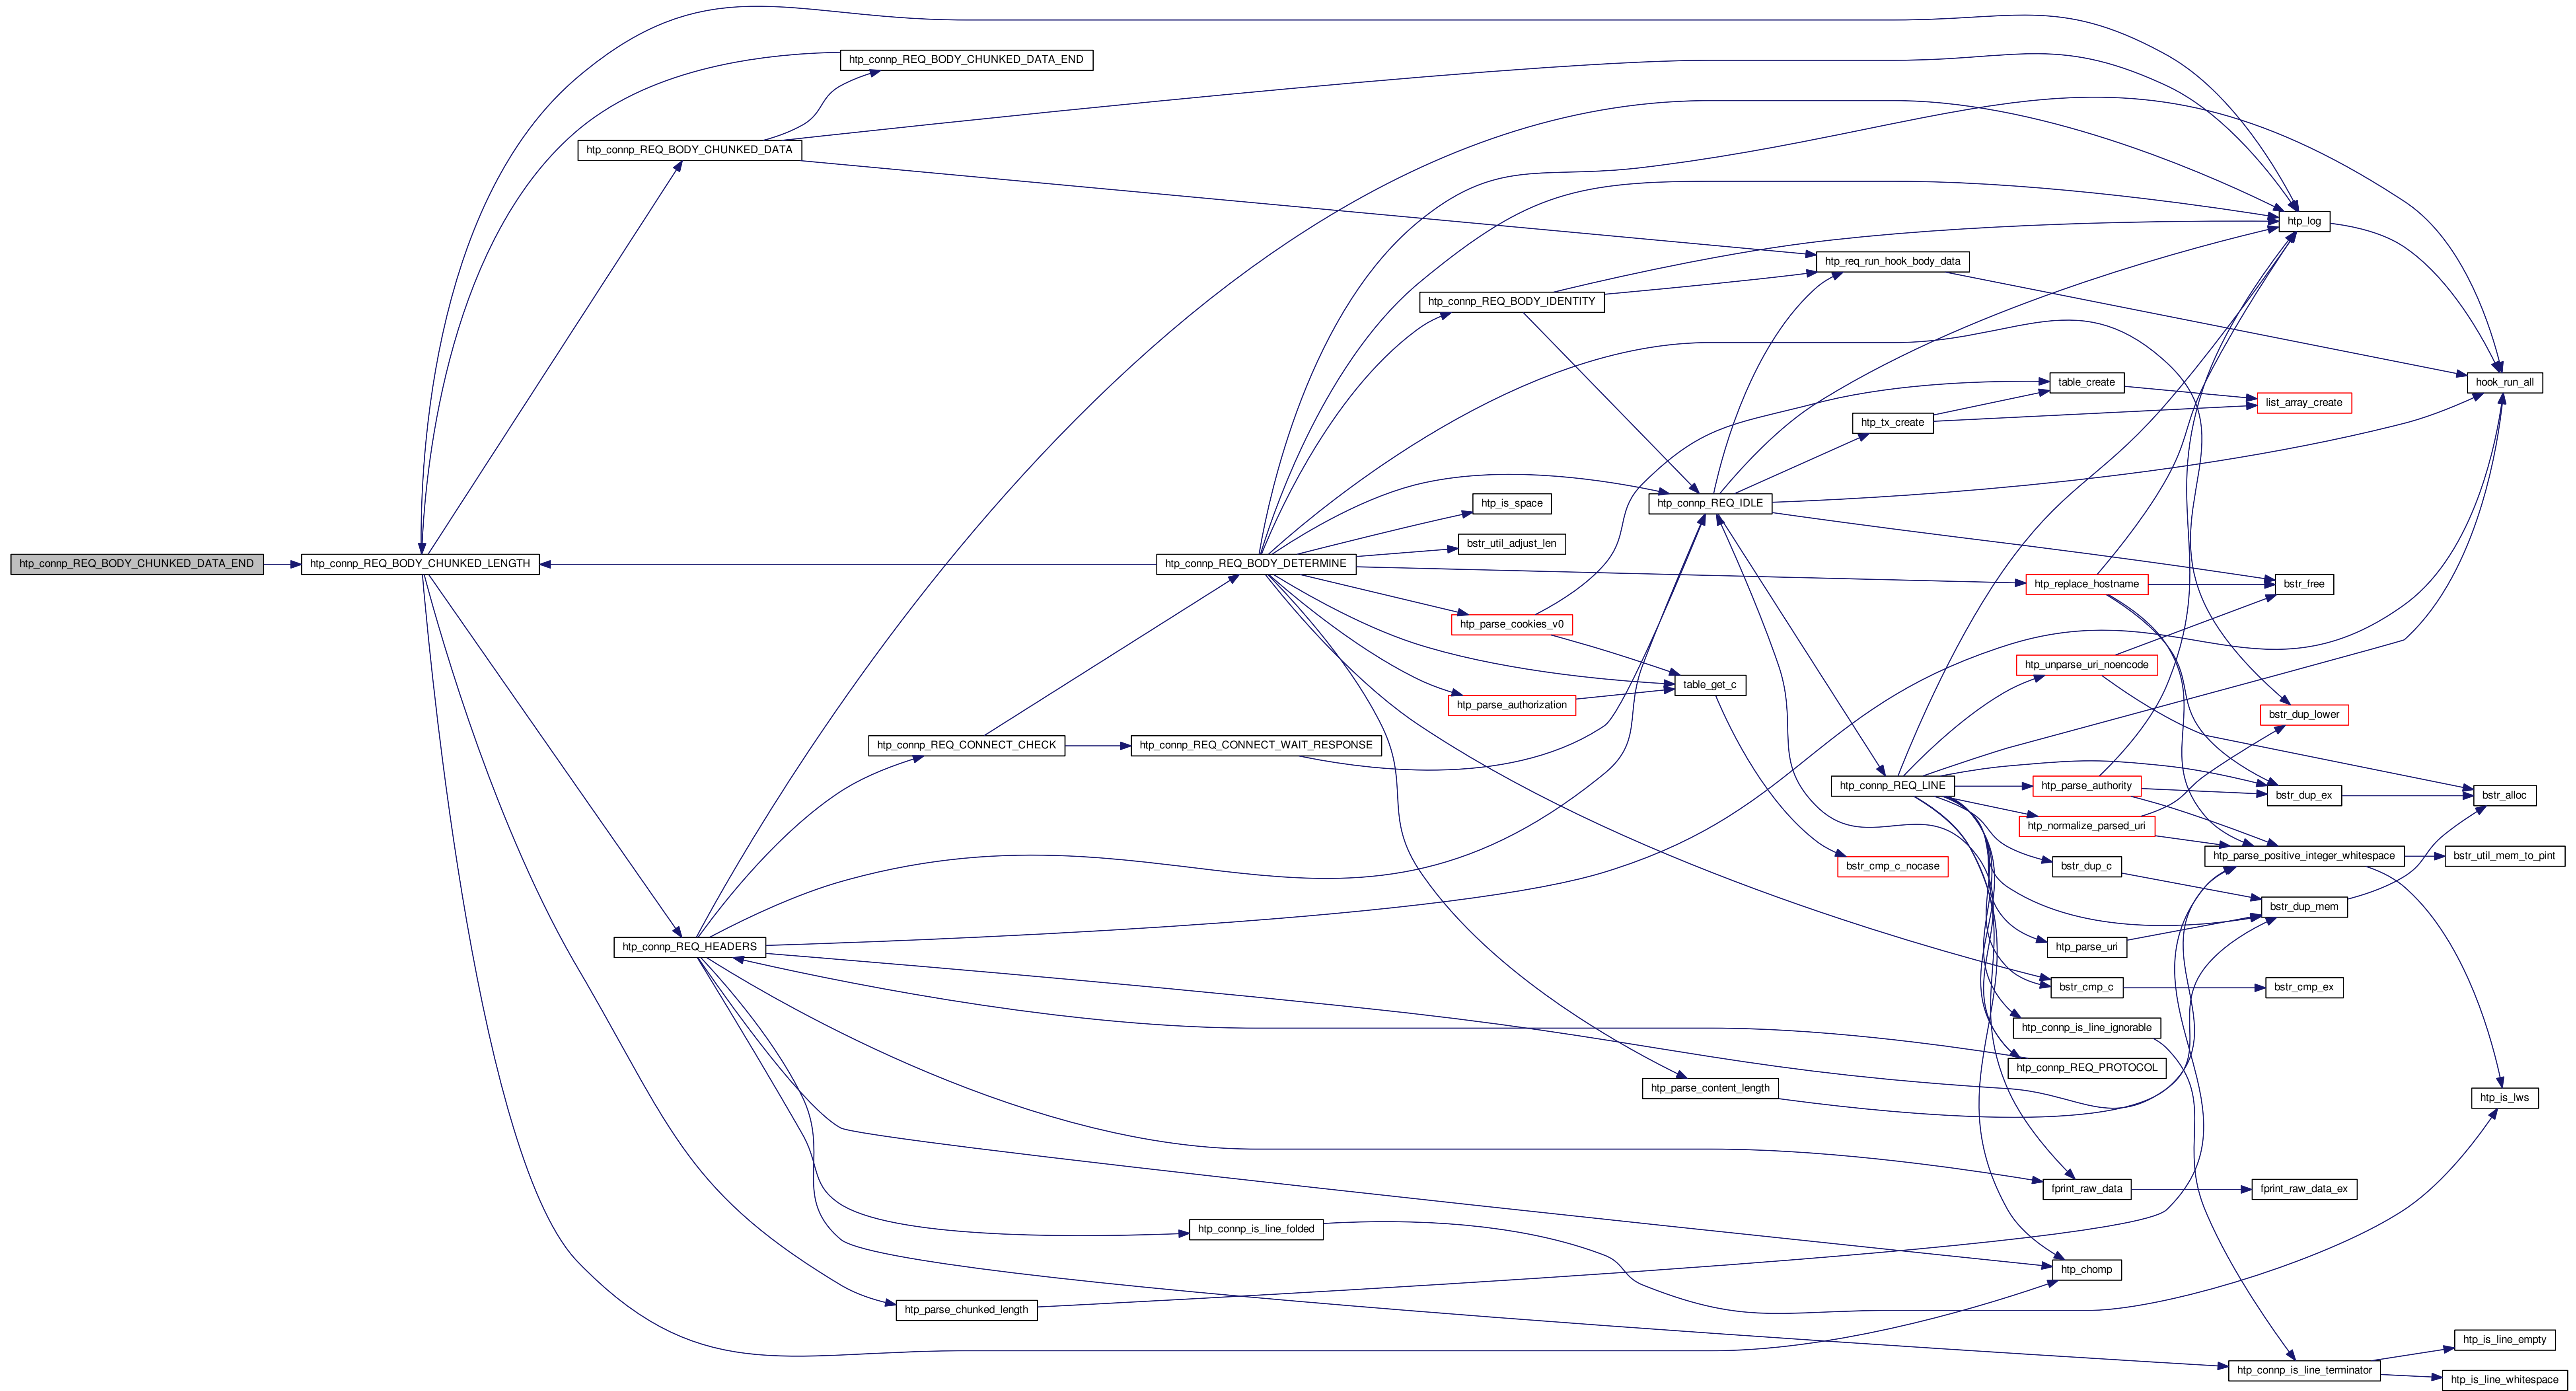 htp_connp_REQ_BODY_CHUNKED_DATA_END
htp_connp_REQ_BODY_CHUNKED_DATA
htp_log
htp_req_run_hook_body_data
htp_connp_REQ_BODY_IDENTITY
table_create
hook_run_all
list_array_create
htp_tx_create
htp_is_space
htp_connp_REQ_IDLE
bstr_util_adjust_len
htp_connp_REQ_BODY_CHUNKED_DATA_END
htp_connp_REQ_BODY_CHUNKED_LENGTH
htp_connp_REQ_BODY_DETERMINE
htp_replace_hostname
bstr_free
htp_parse_cookies_v0
htp_unparse_uri_noencode
table_get_c
htp_parse_authorization
bstr_dup_lower
htp_connp_REQ_CONNECT_CHECK
htp_connp_REQ_CONNECT_WAIT_RESPONSE
htp_connp_REQ_LINE
htp_parse_authority
bstr_dup_ex
bstr_alloc
htp_normalize_parsed_uri
htp_parse_positive_integer_whitespace
bstr_util_mem_to_pint
bstr_cmp_c_nocase
bstr_dup_c
bstr_dup_mem
htp_connp_REQ_HEADERS
htp_parse_uri
bstr_cmp_c
bstr_cmp_ex
htp_connp_is_line_ignorable
htp_connp_REQ_PROTOCOL
htp_parse_content_length
htp_is_lws
fprint_raw_data
fprint_raw_data_ex
htp_connp_is_line_folded
htp_chomp
htp_parse_chunked_length
htp_is_line_empty
htp_connp_is_line_terminator
htp_is_line_whitespace